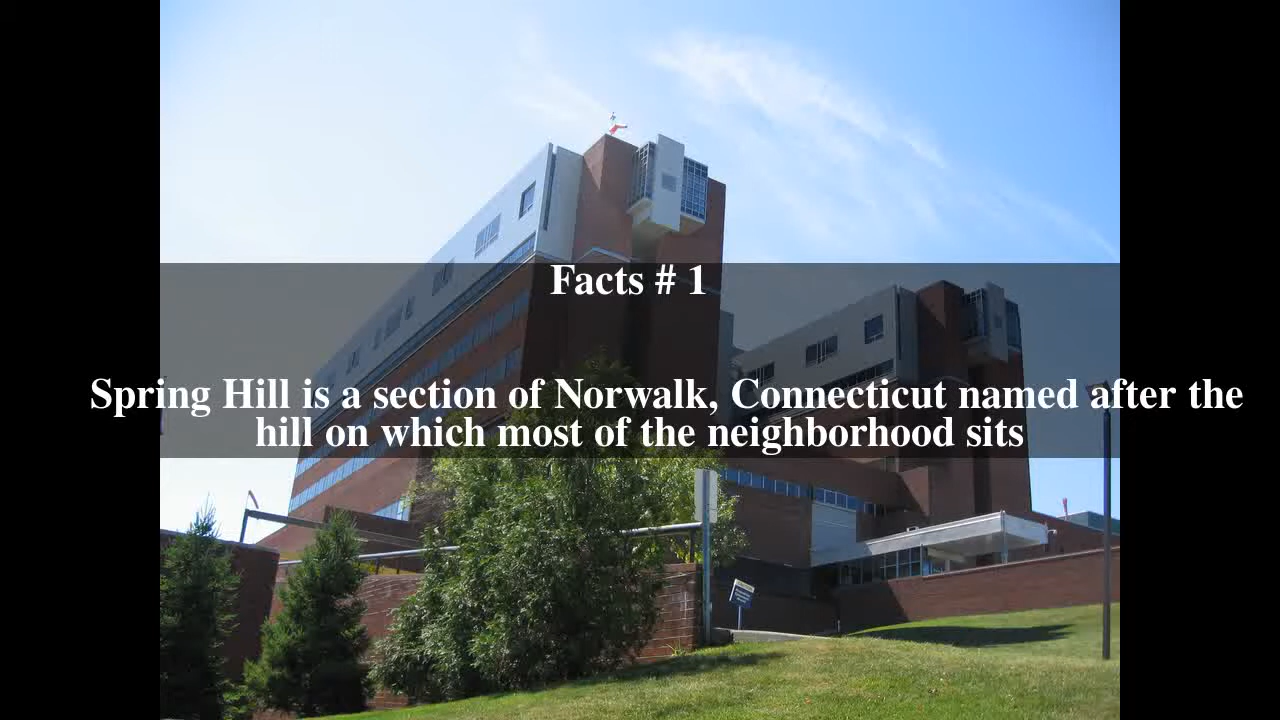 Facts # 1
Spring Hill is a section of Norwalk, Connecticut named after the
hill on which most of the neighborhood sits